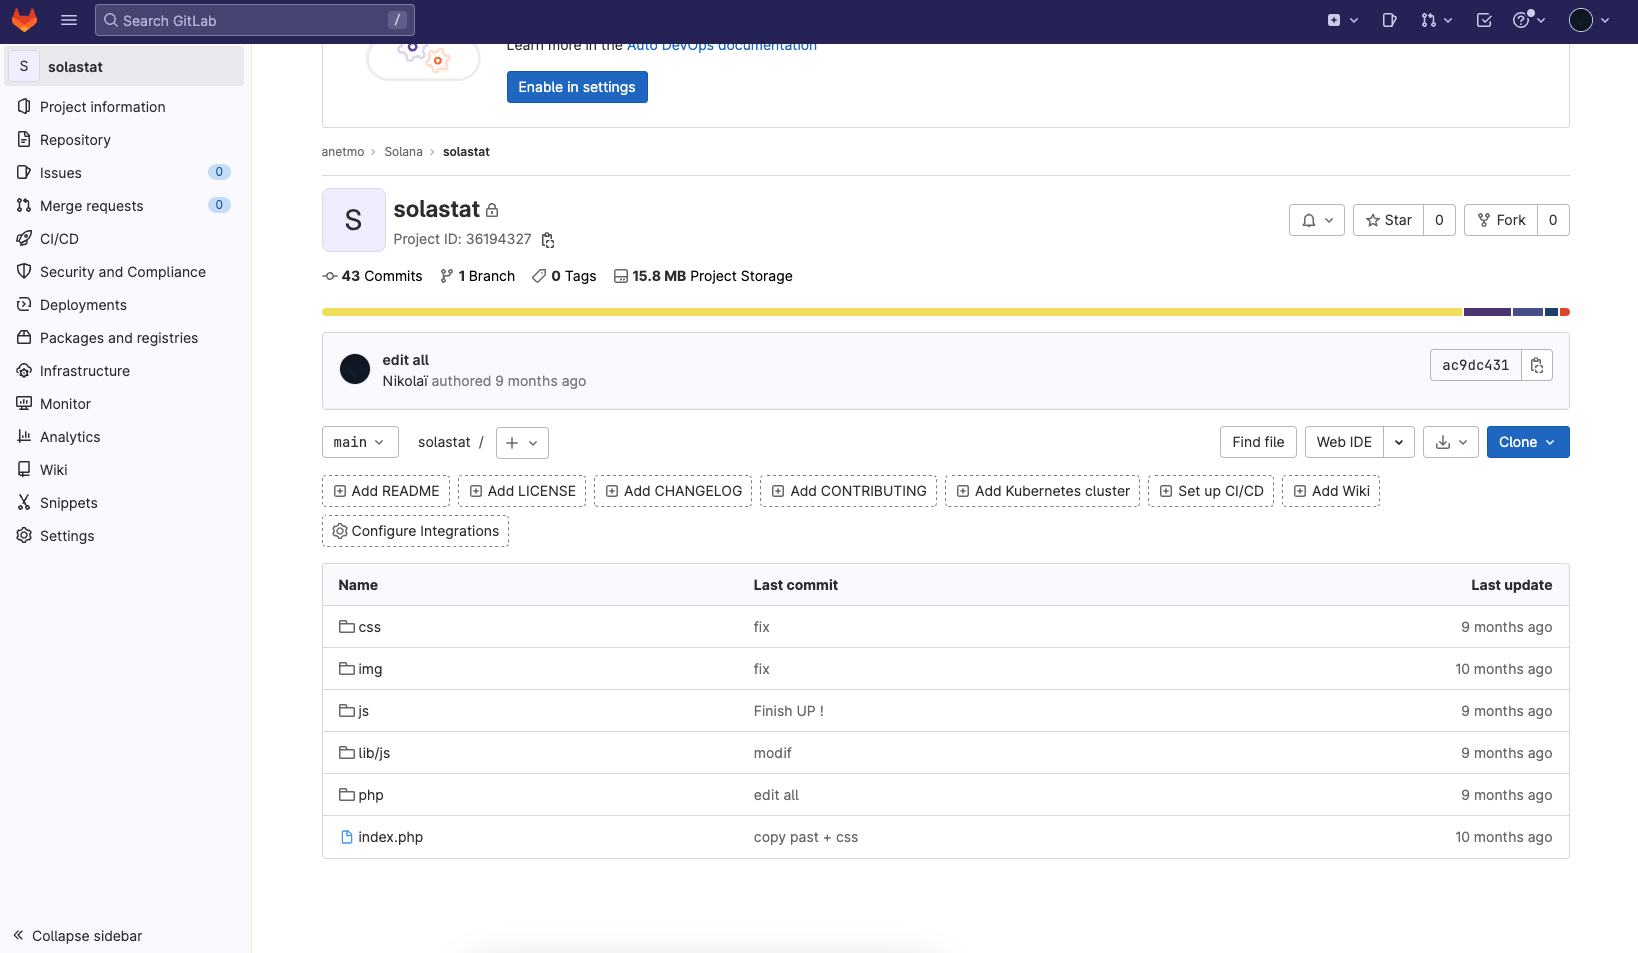 Search GitLab /
S solastat
Project information
Repository
Issues 0
Merge requests 0
CI/CD
Security and Compliance
Deployments
Packages and registries
Infrastructure
Monitor
Analytics
Wiki
Snippets
Settings
Collapse sidebar
Learn more in the Auto DevOps documentation
Enable in settings
anetmo › Solana › solastat
S
solastat
Project ID: 36194327
Star 0 Fork 0
43 Commits 1 Branch 0 Tags 15.8 MB Project Storage
edit all
Nikolaï authored 9 months ago
ac9dc431
main solastat / +
Find file Web IDE Clone
Add README Add LICENSE Add CHANGELOG Add CONTRIBUTING Add Kubernetes cluster Set up CI/CD Add Wiki
Configure Integrations
Name Last commit Last update
css fix 9 months ago
img fix 10 months ago
js Finish UP ! 9 months ago
lib/js modif 9 months ago
php edit all 9 months ago
index.php copy past + css 10 months ago